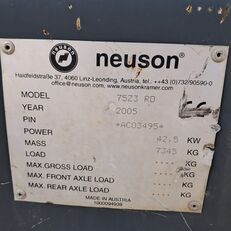 neuson
neuson®
Haidfeldstraße 37, 4060 Linz-Leonding, Austria, tel.: ++43 (0)732/90590-0
office@neuson.com, www.neusonkramer.com
MODEL 75Z3 RD
YEAR 2005
PIN *AC03495*
POWER 42.5 KW
MASS 7345 KG
LOAD ---- KG
MAX.GROSS LOAD ---- KG
MAX. FRONT AXLE LOAD ---- KG
MAX. REAR AXLE LOAD ---- KG
MADE IN AUSTRIA
1000094939